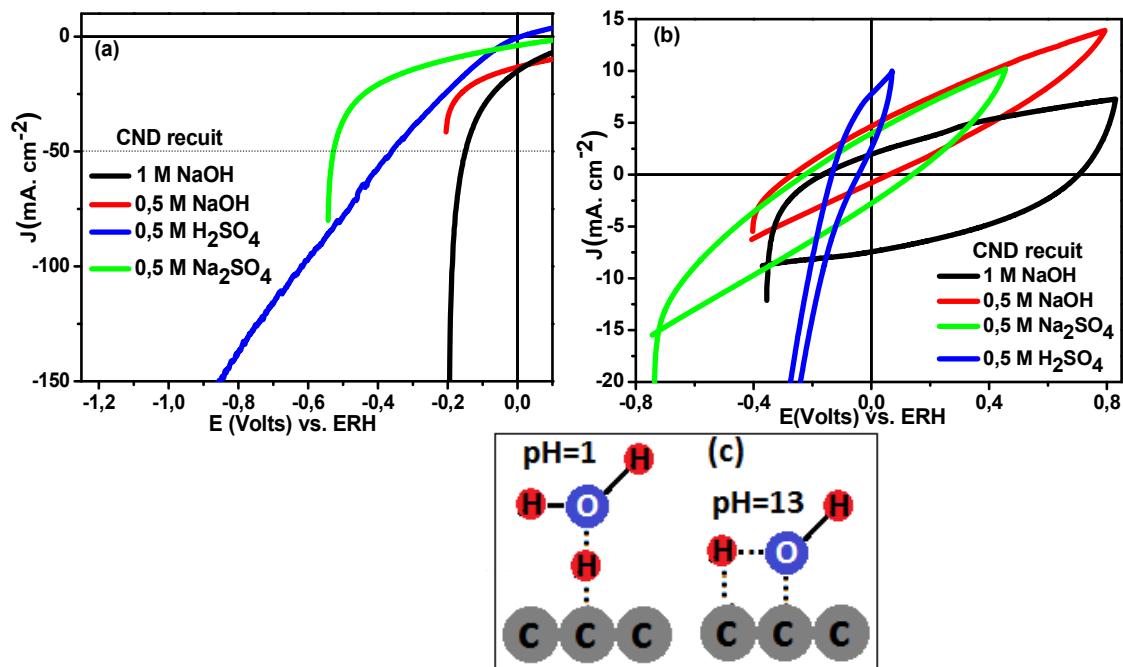 (a)
0
-50
-100
-150
J(mA. cm⁻²)
CND recuit
1 M NaOH
0,5 M NaOH
0,5 M H₂SO₄
0,5 M Na₂SO₄
-1,2 -1,0 -0,8 -0,6 -0,4 -0,2 0,0
E (Volts) vs. ERH
(b)
15
10
5
0
-5
-10
-15
-20
J(mA. cm⁻²)
CND recuit
1 M NaOH
0,5 M NaOH
0,5 M Na₂SO₄
0,5 M H₂SO₄
-0,8 -0,4 0,0 0,4 0,8
E(Volts) vs. ERH
pH=1 (c)
H
H O
H
C C C
pH=13
H
H O
C C C